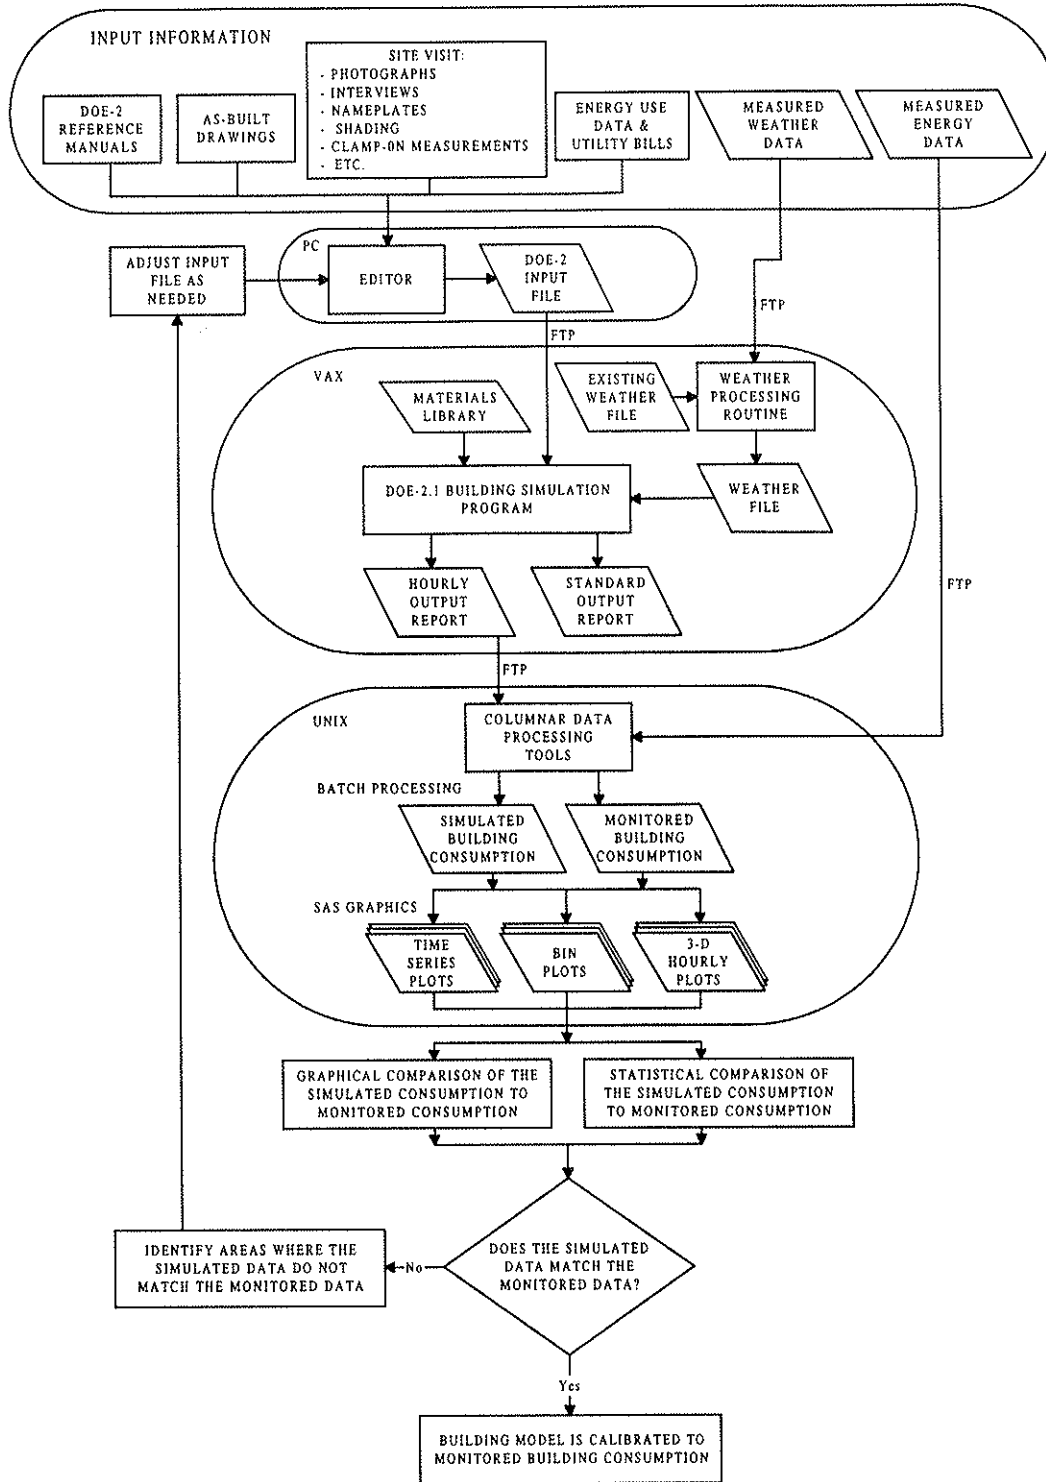 INPUT INFORMATION
DOE-2
REFERENCE
MANUALS
AS-BUILT
DRAWINGS
SITE VISIT:
- PHOTOGRAPHS
- INTERVIEWS
- NAMEPLATES
- SHADING
- CLAMP-ON MEASUREMENTS
- ETC.
ENERGY USE
DATA &
UTILITY BILLS
MEASURED
WEATHER
DATA
MEASURED
ENERGY
DATA
ADJUST INPUT
FILE AS
NEEDED
PC
EDITOR
DOE-2
INPUT
FILE
FTP
FTP
VAX
MATERIALS
LIBRARY
EXISTING
WEATHER
FILE
WEATHER
PROCESSING
ROUTINE
DOE-2.1 BUILDING SIMULATION
PROGRAM
WEATHER
FILE
HOURLY
OUTPUT
REPORT
STANDARD
OUTPUT
REPORT
FTP
FTP
UNIX
COLUMNAR DATA
PROCESSING
TOOLS
BATCH PROCESSING
SIMULATED
BUILDING
CONSUMPTION
MONITORED
BUILDING
CONSUMPTION
SAS GRAPHICS
TIME
SERIES
PLOTS
BIN
PLOTS
3-D
HOURLY
PLOTS
GRAPHICAL COMPARISON OF THE
SIMULATED CONSUMPTION TO
MONITORED CONSUMPTION
STATISTICAL COMPARISON OF
THE SIMULATED CONSUMPTION
TO MONITORED CONSUMPTION
DOES THE SIMULATED
DATA MATCH THE
MONITORED DATA?
No
IDENTIFY AREAS WHERE THE
SIMULATED DATA DO NOT
MATCH THE MONITORED DATA
Yes
BUILDING MODEL IS CALIBRATED TO
MONITORED BUILDING CONSUMPTION